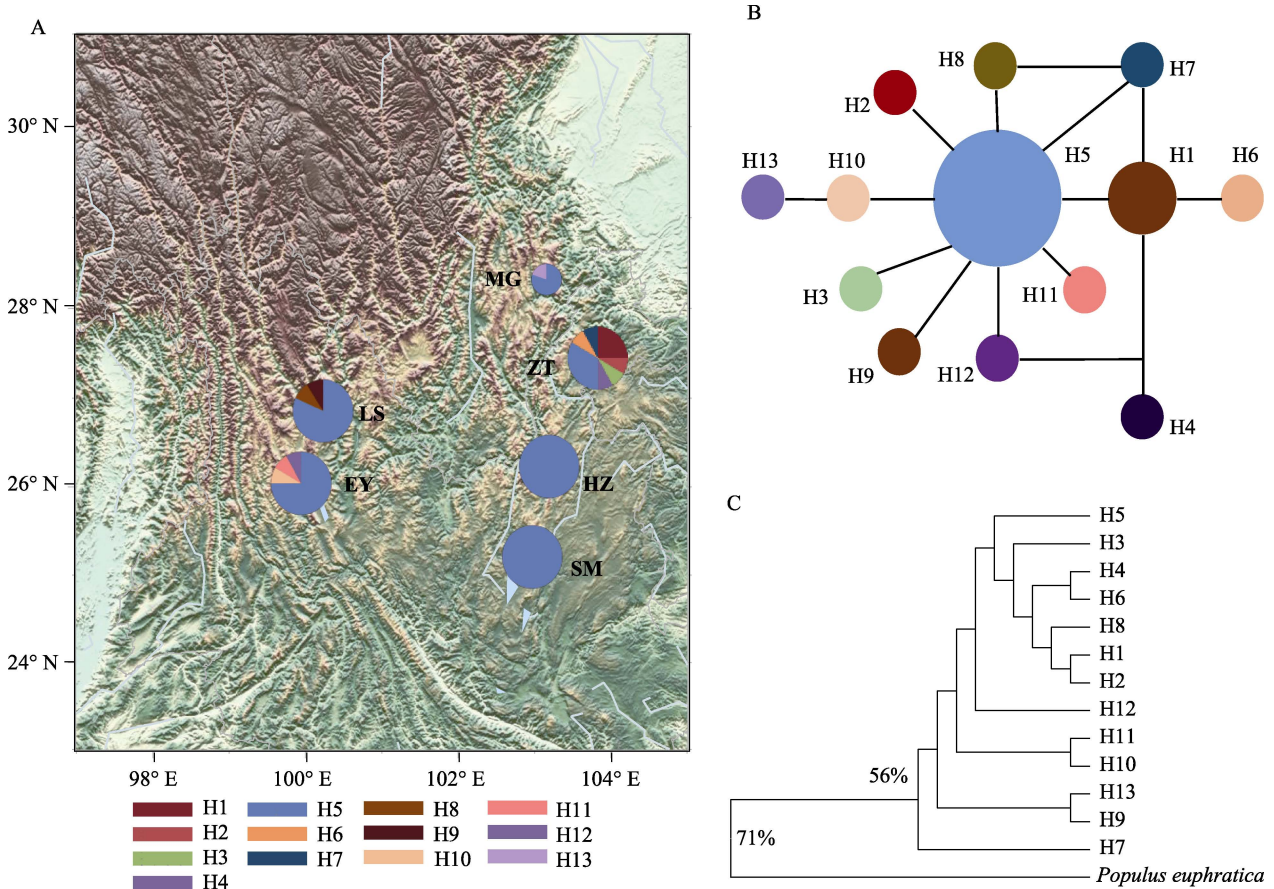 A
30° N
28° N
26° N
24° N
98° E
100° E
102° E
104° E
MG
ZT
LS
EY
HZ
SM
H1
H2
H3
H4
H5
H6
H7
H8
H9
H10
H11
H12
H13
B
H8
H7
H2
H5
H1
H6
H13
H10
H3
H11
H9
H12
H4
C
H5
H3
H4
H6
H8
H1
H2
H12
H11
H10
H13
H9
H7
Populus euphratica
56%
71%